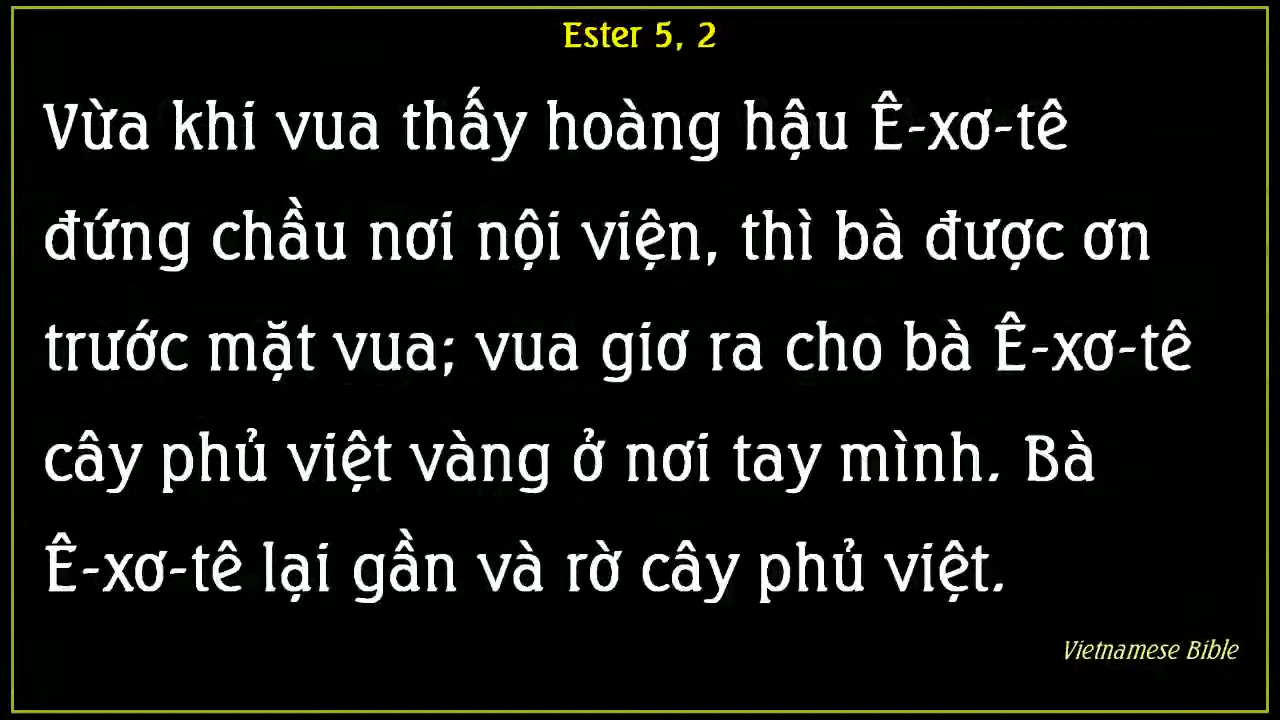 Ester 5, 2
Vừa khi vua thấy hoàng hậu Ê-xơ-tê
đứng chầu nơi nội viện, thì bà được ơn
trước mặt vua; vua giơ ra cho bà Ê-xơ-tê
cây phủ việt vàng ở nơi tay mình. Bà
Ê-xơ-tê lại gần và rờ cây phủ việt.
Vietnamese Bible